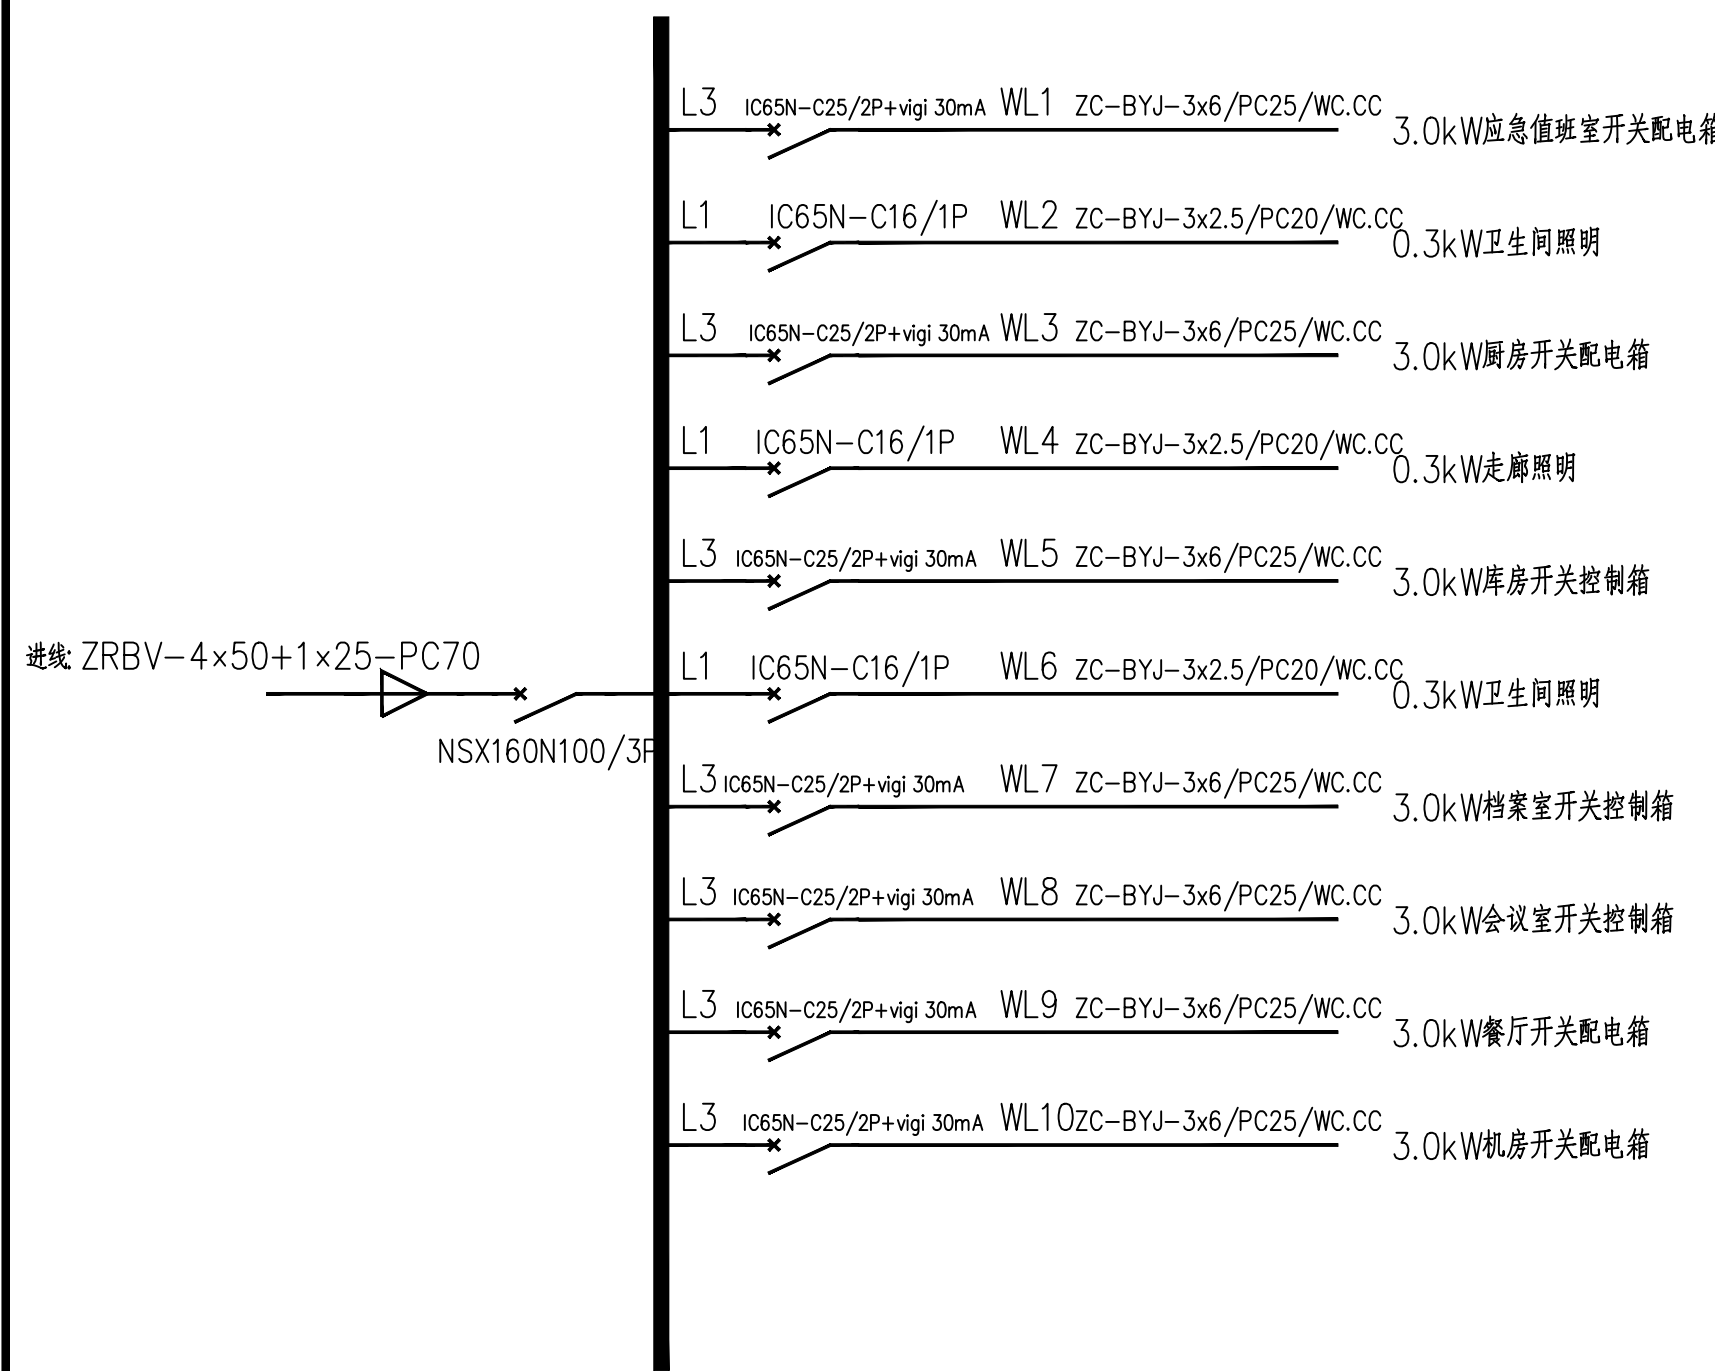 L3 IC65N-C25/2P+vigi 30mA WL1 ZC-BYJ-3x6/PC25/WC.CC 3.0kW应急值班室开关配电箱
L1 IC65N-C16/1P WL2 ZC-BYJ-3x2.5/PC20/WC.CC 0.3kW卫生间照明
L3 IC65N-C25/2P+vigi 30mA WL3 ZC-BYJ-3x6/PC25/WC.CC 3.0kW厨房开关配电箱
L1 IC65N-C16/1P WL4 ZC-BYJ-3x2.5/PC20/WC.CC 0.3kW走廊照明
L3 IC65N-C25/2P+vigi 30mA WL5 ZC-BYJ-3x6/PC25/WC.CC 3.0kW库房开关控制箱
进线: ZRBV-4×50+1×25-PC70
L1 IC65N-C16/1P WL6 ZC-BYJ-3x2.5/PC20/WC.CC 0.3kW卫生间照明
NSX160N100/3P
L3 IC65N-C25/2P+vigi 30mA WL7 ZC-BYJ-3x6/PC25/WC.CC 3.0kW档案室开关控制箱
L3 IC65N-C25/2P+vigi 30mA WL8 ZC-BYJ-3x6/PC25/WC.CC 3.0kW会议室开关控制箱
L3 IC65N-C25/2P+vigi 30mA WL9 ZC-BYJ-3x6/PC25/WC.CC 3.0kW餐厅开关配电箱
L3 IC65N-C25/2P+vigi 30mA WL10 ZC-BYJ-3x6/PC25/WC.CC 3.0kW机房开关配电箱